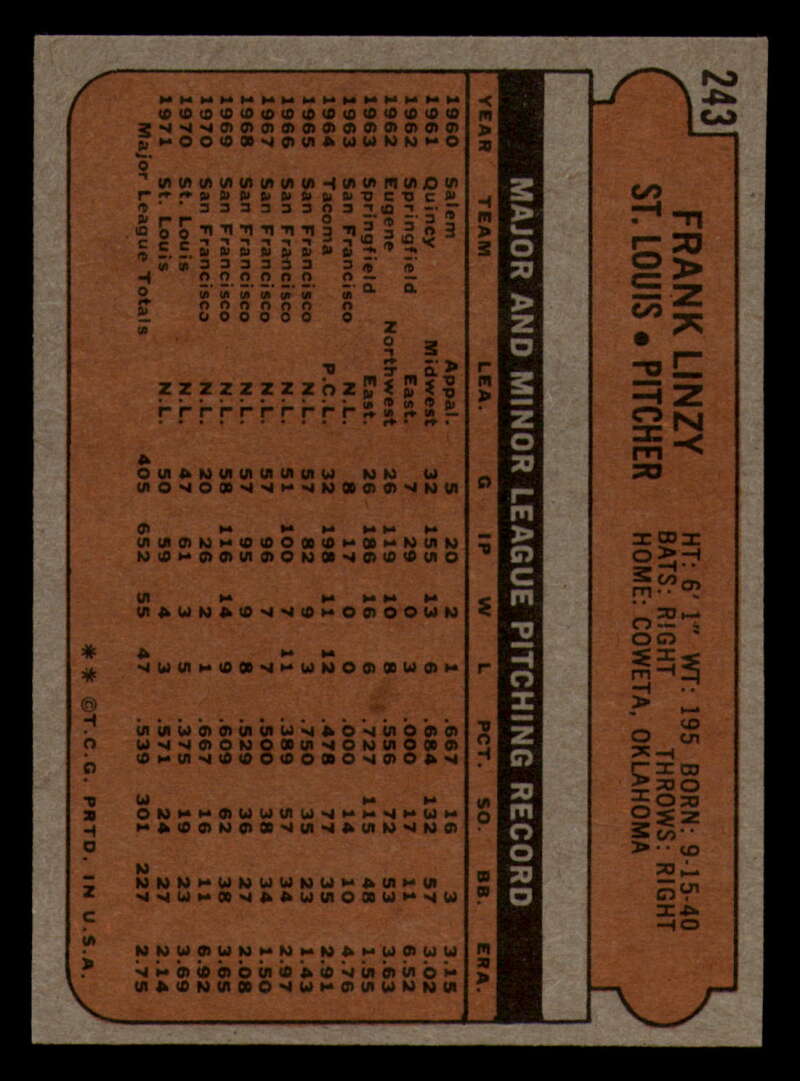 243
FRANK LINZY
ST. LOUIS • PITCHER
HT: 6' 1" WT: 195 BORN: 9-15-40
BATS: RIGHT THROWS: RIGHT
HOME: COWETA, OKLAHOMA
MAJOR AND MINOR LEAGUE PITCHING RECORD
YEAR TEAM LEA. G IP W L PCT. SO. BB. ERA.
1960 Salem Appal. 5 20 2 1 .667 16 3 3.15
1961 Quincy Midwest 32 155 13 6 .684 132 57 3.02
1962 Springfield East. 7 29 0 3 .000 17 11 6.52
1962 Eugene Northwest 26 119 10 8 .556 72 53 3.63
1963 Springfield East. 26 186 16 6 .727 115 48 1.55
1963 San Francisco N.L. 8 17 0 0 .000 14 10 4.76
1964 Tacoma P.C.L. 32 198 11 12 .478 77 35 2.91
1965 San Francisco N.L. 57 82 9 3 .750 35 23 1.43
1966 San Francisco N.L. 51 100 7 11 .389 57 34 2.97
1967 San Francisco N.L. 57 96 7 7 .500 38 34 1.50
1968 San Francisco N.L. 57 95 9 8 .529 36 27 2.08
1969 San Francisco N.L. 58 116 14 9 .609 62 38 3.65
1970 San Francisco N.L. 20 26 2 1 .667 16 11 6.92
1970 St. Louis N.L. 47 61 3 5 .375 19 23 3.69
1971 St. Louis N.L. 50 59 4 3 .571 24 27 2.14
Major League Totals 405 652 55 47 .539 301 227 2.75
** ©T.C.G. PRTD. IN U.S.A.